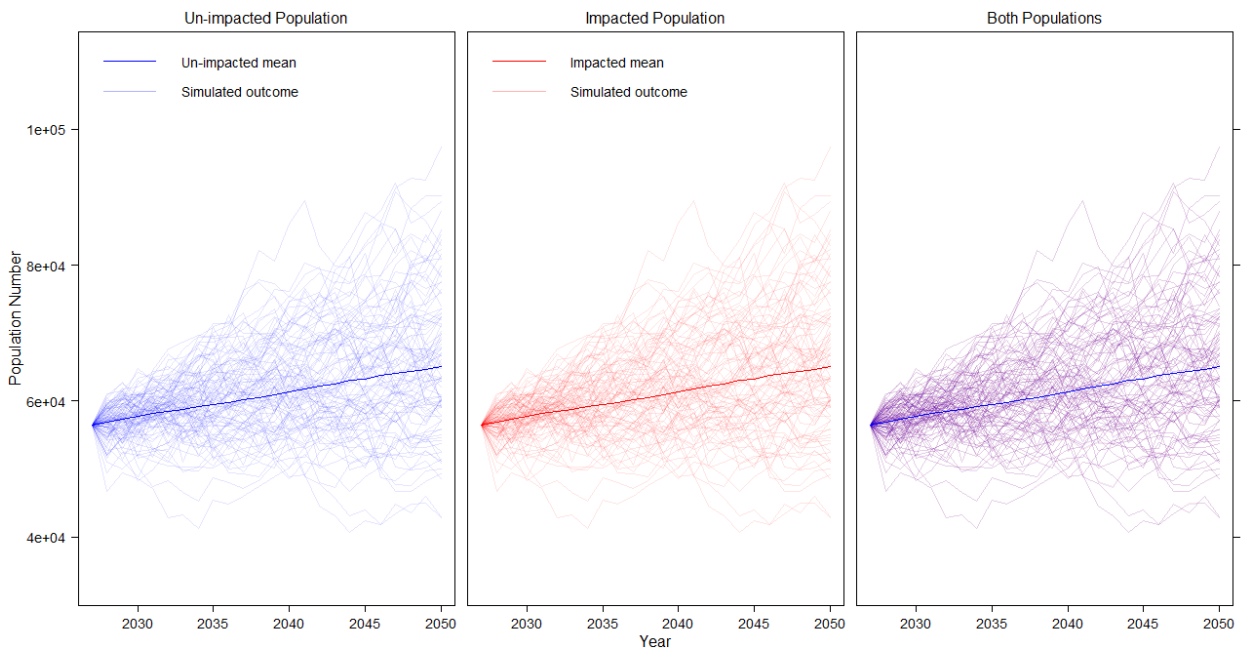 Un-impacted Population
Impacted Population
Both Populations
Un-impacted mean
Simulated outcome
Impacted mean
Simulated outcome
Population Number
1e+05
8e+04
6e+04
4e+04
2030 2035 2040 2045 2050
2030 2035 2040 2045 2050
2030 2035 2040 2045 2050
Year